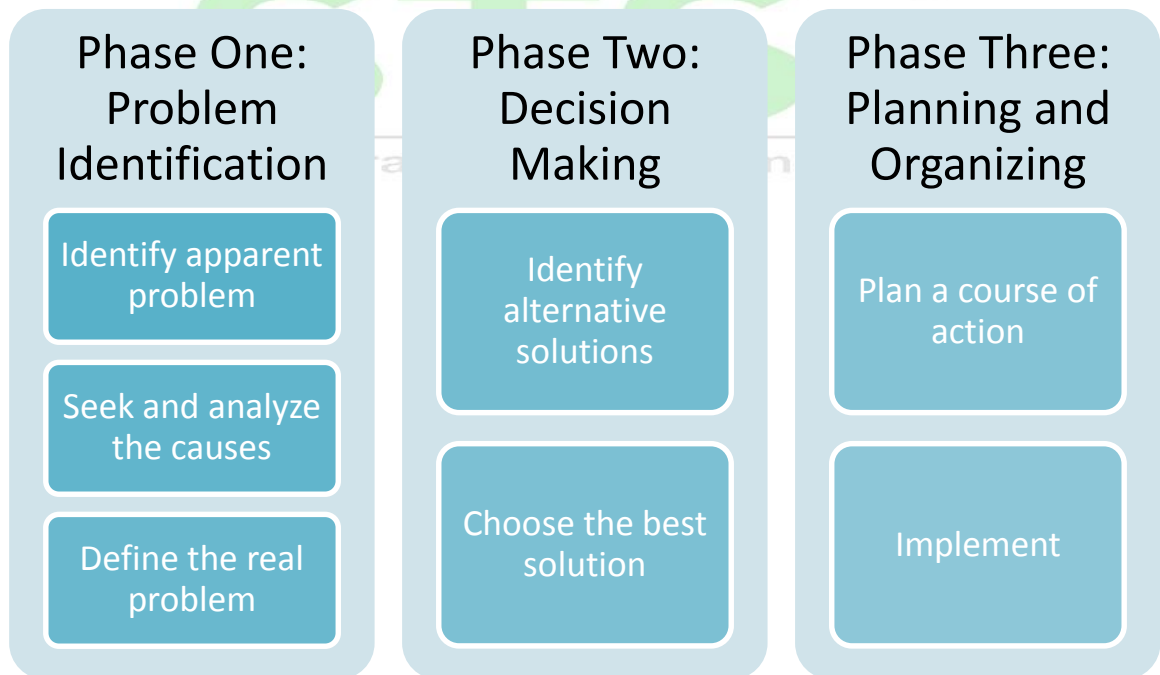 Phase One:
Problem
Identification
Identify apparent
problem
Seek and analyze
the causes
Define the real
problem
Phase Two:
Decision
Making
Identify
alternative
solutions
Choose the best
solution
Phase Three:
Planning and
Organizing
Plan a course of
action
Implement